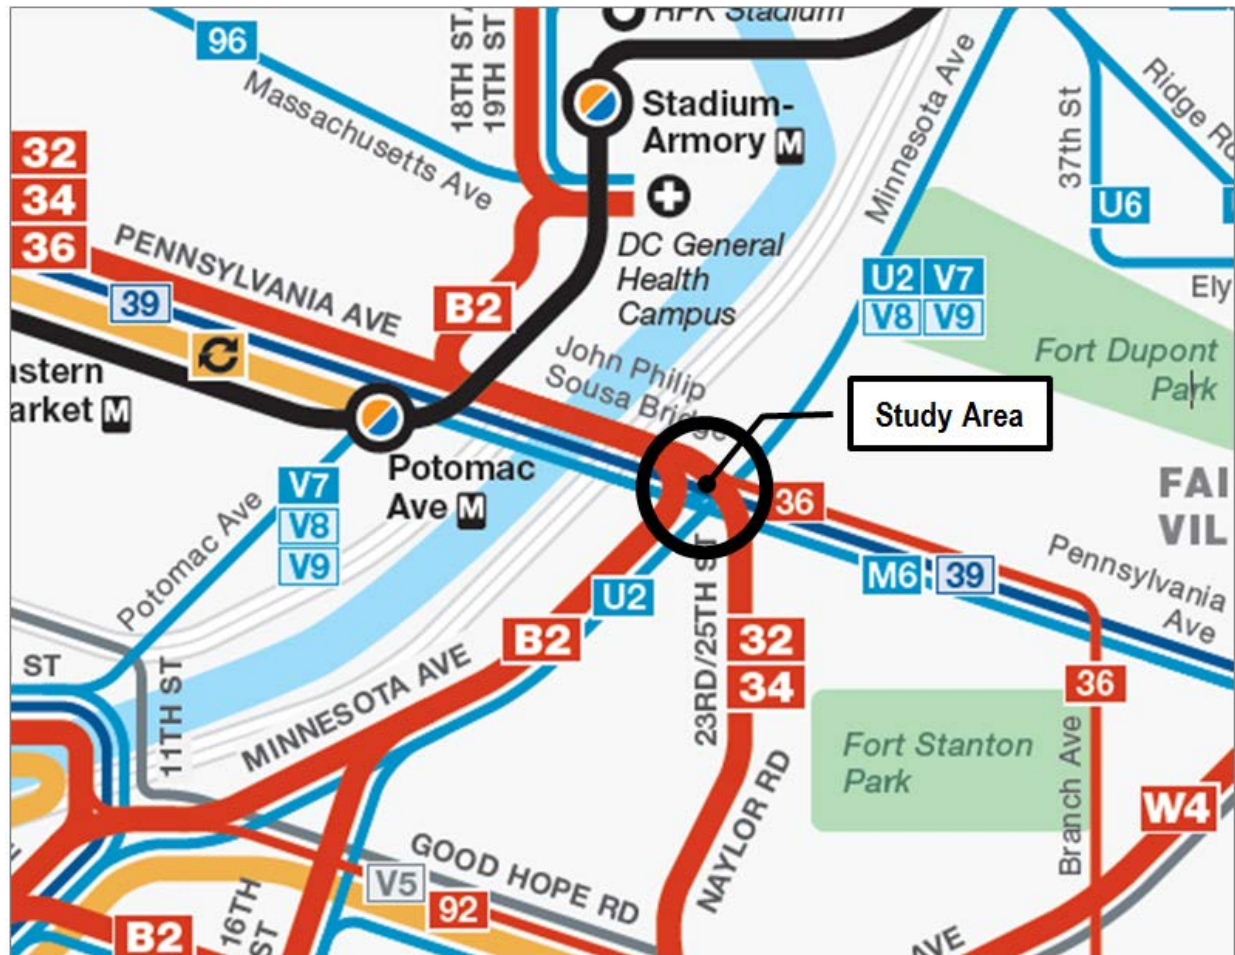 RFK Stadium
96
18TH ST/
19TH ST
Massachusetts Ave
Stadium-
Armory M
Minnesota Ave
37th St
Ridge Rd
U6
32
34
36
PENNSYLVANIA AVE
39
B2
DC General
Health
Campus
U2 V7
V8 V9
Ely
Fort Dupont
Park
John Philip
Sousa Bridge
Study Area
astern
arket M
Potomac
Ave M
V7
V8
V9
Potomac Ave
36
FAI
VIL
Pennsylvania
Ave
M6 39
U2
B2
23RD/25TH ST
32
34
36
ST
11TH ST
MINNESOTA AVE
Fort Stanton
Park
Branch Ave
W4
NAYLOR RD
GOOD HOPE RD
V5
92
16TH
ST
B2
AVE